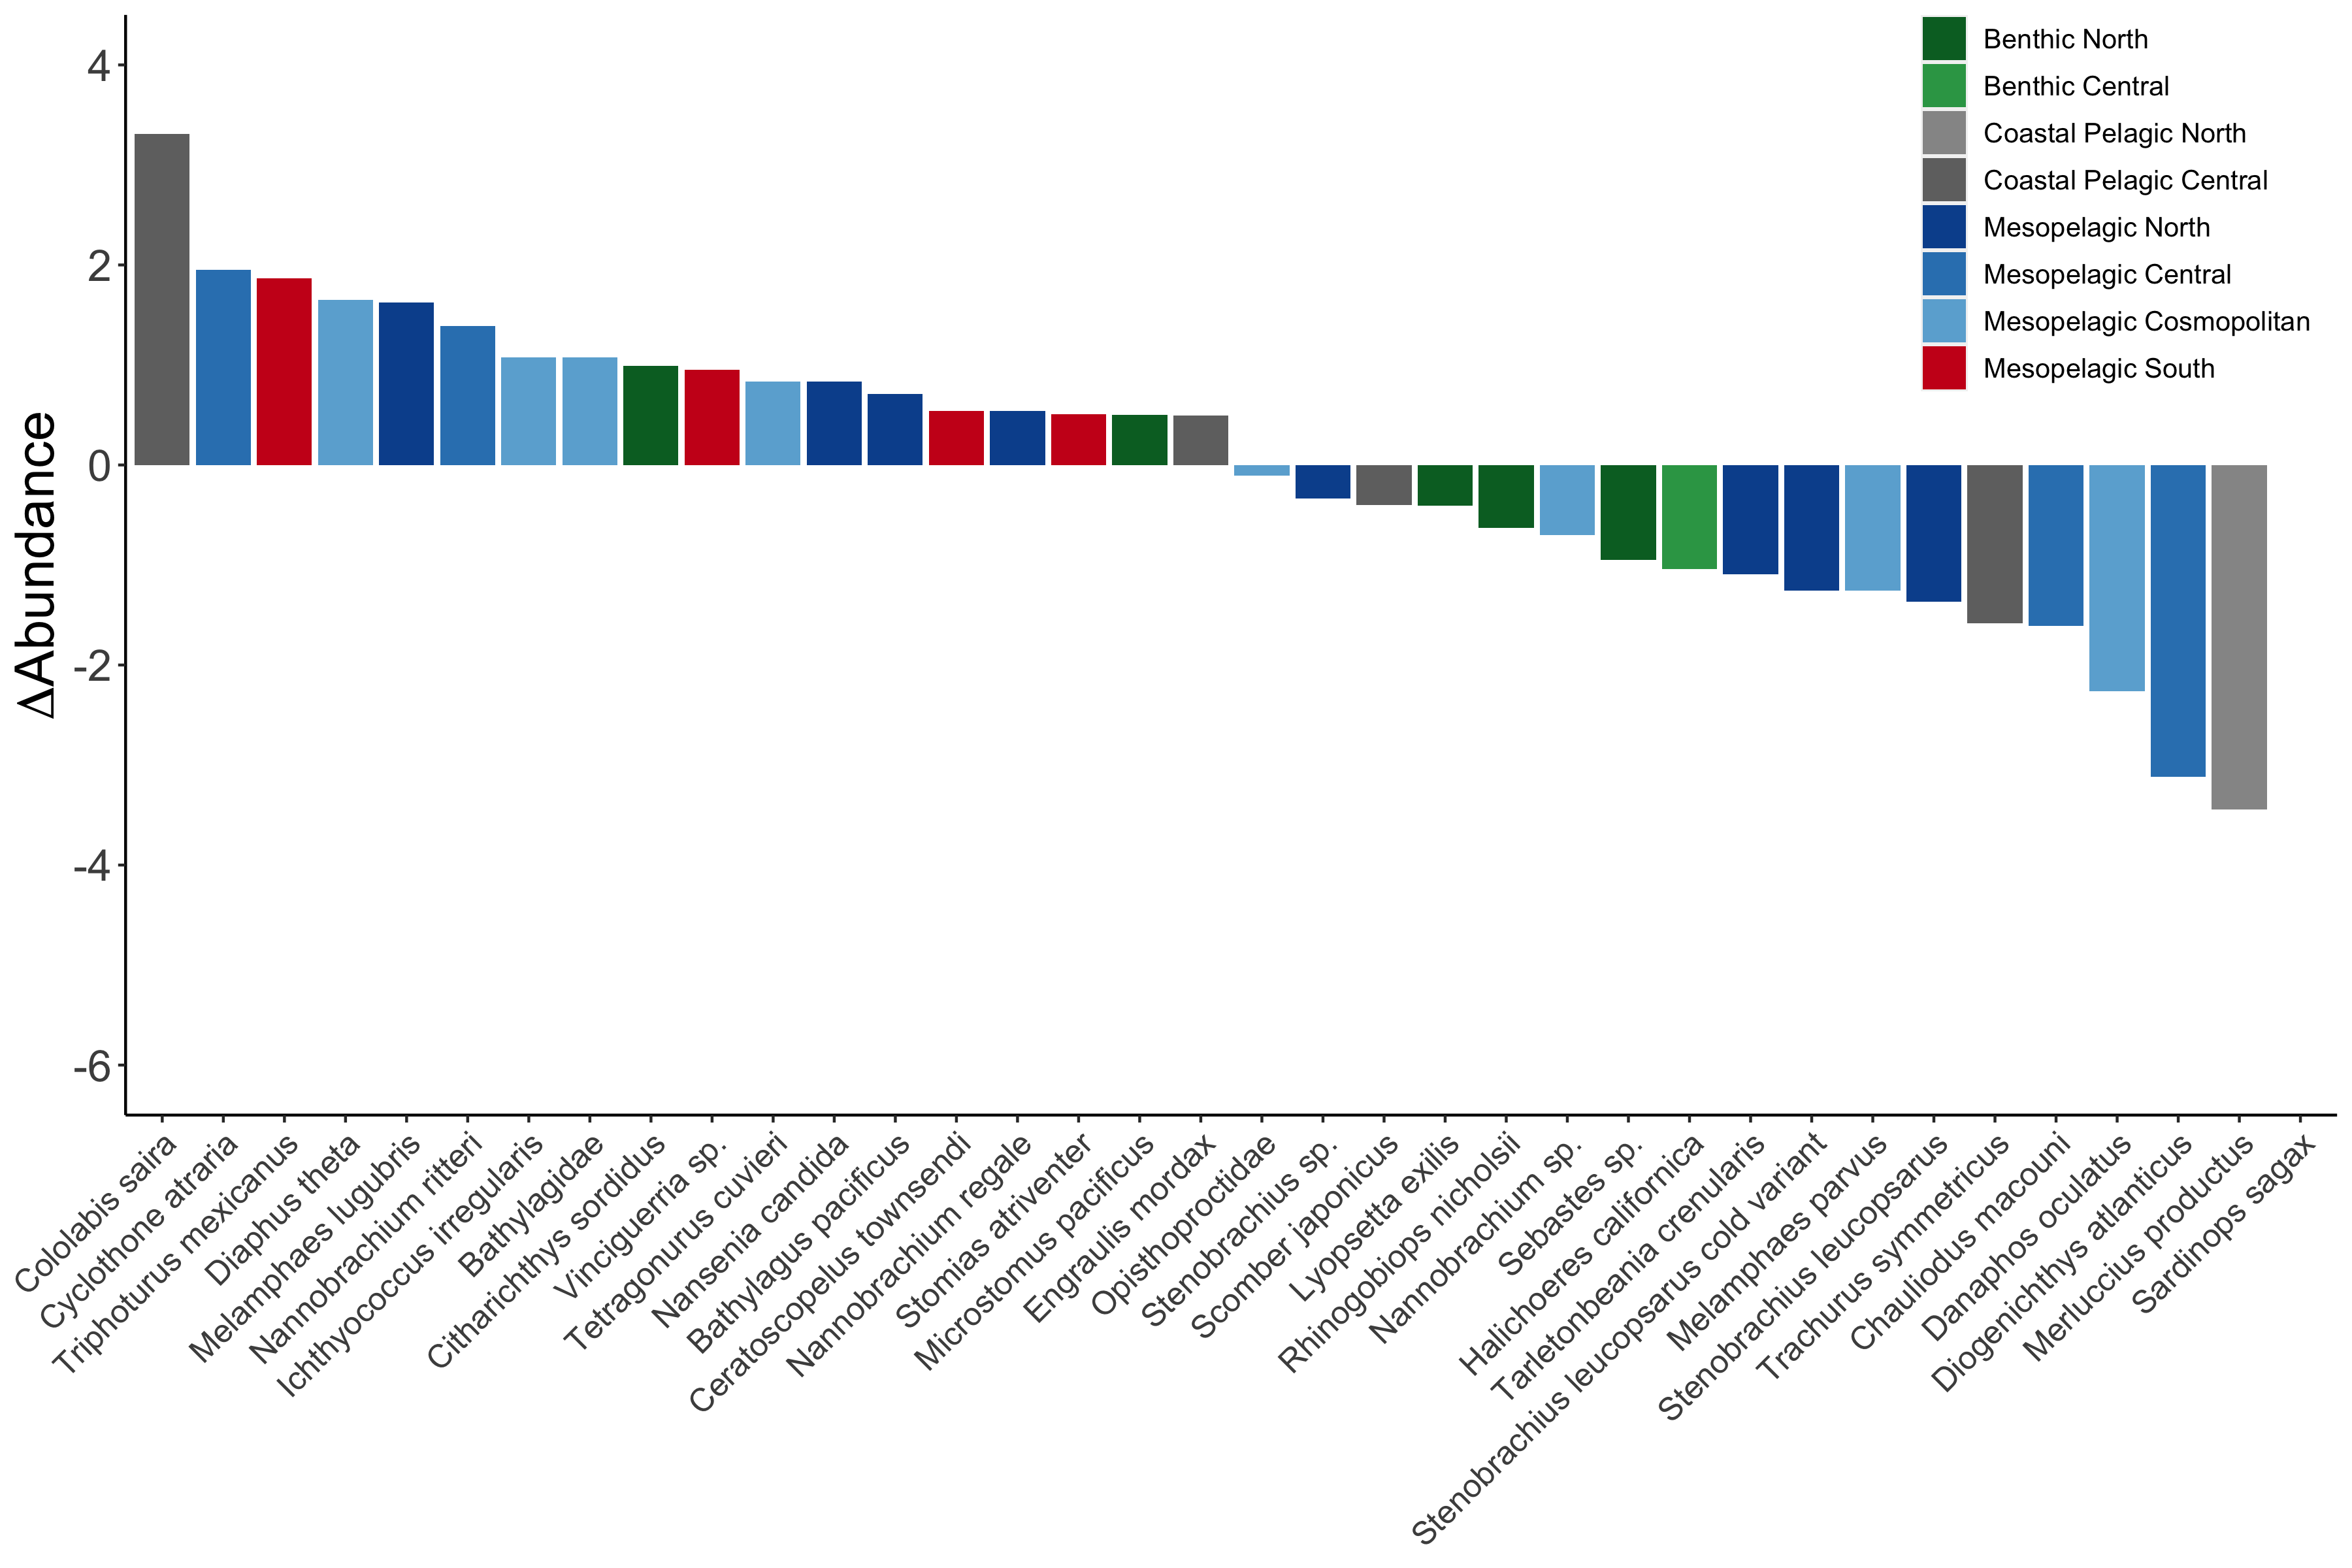 4
2
0
-2
-4
-6
ΔAbundance
Benthic North
Benthic Central
Coastal Pelagic North
Coastal Pelagic Central
Mesopelagic North
Mesopelagic Central
Mesopelagic Cosmopolitan
Mesopelagic South
Cololabis saira
Cyclothone atraria
Triphoturus mexicanus
Diaphus theta
Melamphaes lugubris
Nannobrachium ritteri
Ichthyococcus irregularis
Bathylagidae
Citharichthys sordidus
Vinciguerria sp.
Tetragonurus cuvieri
Nansenia candida
Bathylagus pacificus
Ceratoscopelus townsendi
Nannobrachium regale
Stomias atriventer
Microstomus pacificus
Engraulis mordax
Opisthoproctidae
Stenobrachius sp.
Scomber japonicus
Lyopsetta exilis
Rhinogobiops nicholsii
Nannobrachium sp.
Sebastes sp.
Halichoeres californica
Tarletonbeania crenularis
Stenobrachius leucopsarus cold variant
Melamphaes parvus
Stenobrachius leucopsarus
Trachurus symmetricus
Chauliodus macouni
Danaphos oculatus
Diogenichthys atlanticus
Merluccius productus
Sardinops sagax